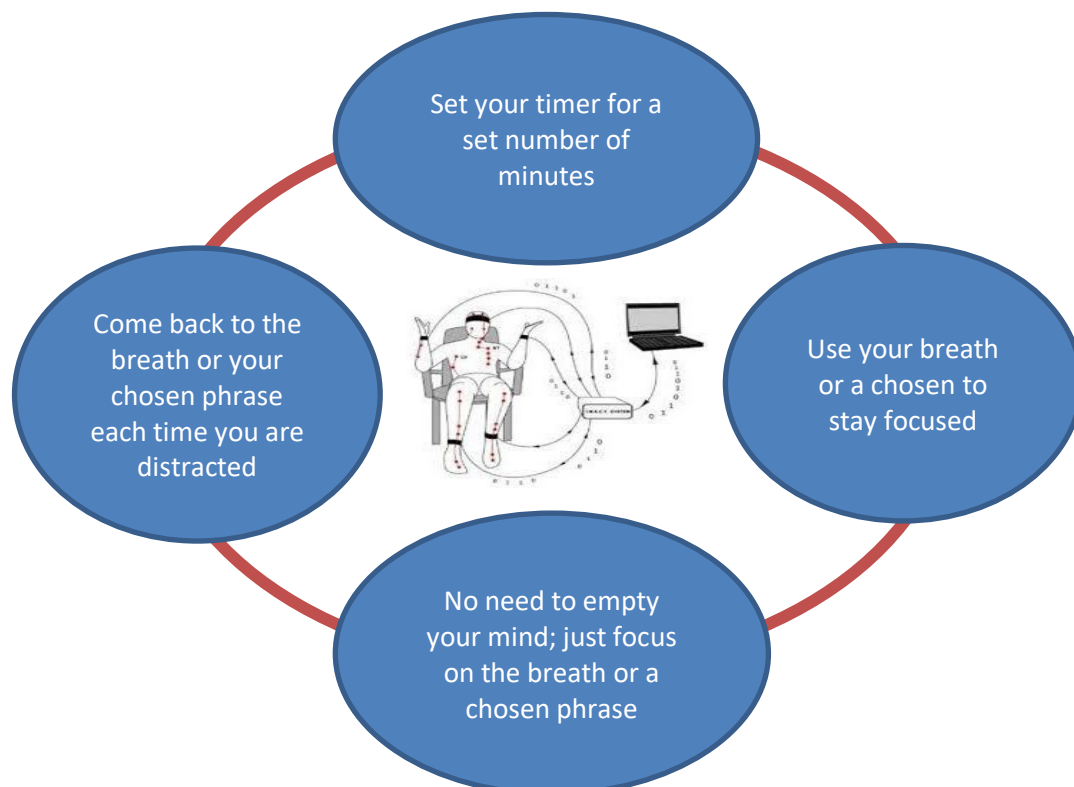 Set your timer for a
set number of
minutes
Come back to the
breath or your
chosen phrase
each time you are
distracted
Use your breath
or a chosen to
stay focused
No need to empty
your mind; just focus
on the breath or a
chosen phrase